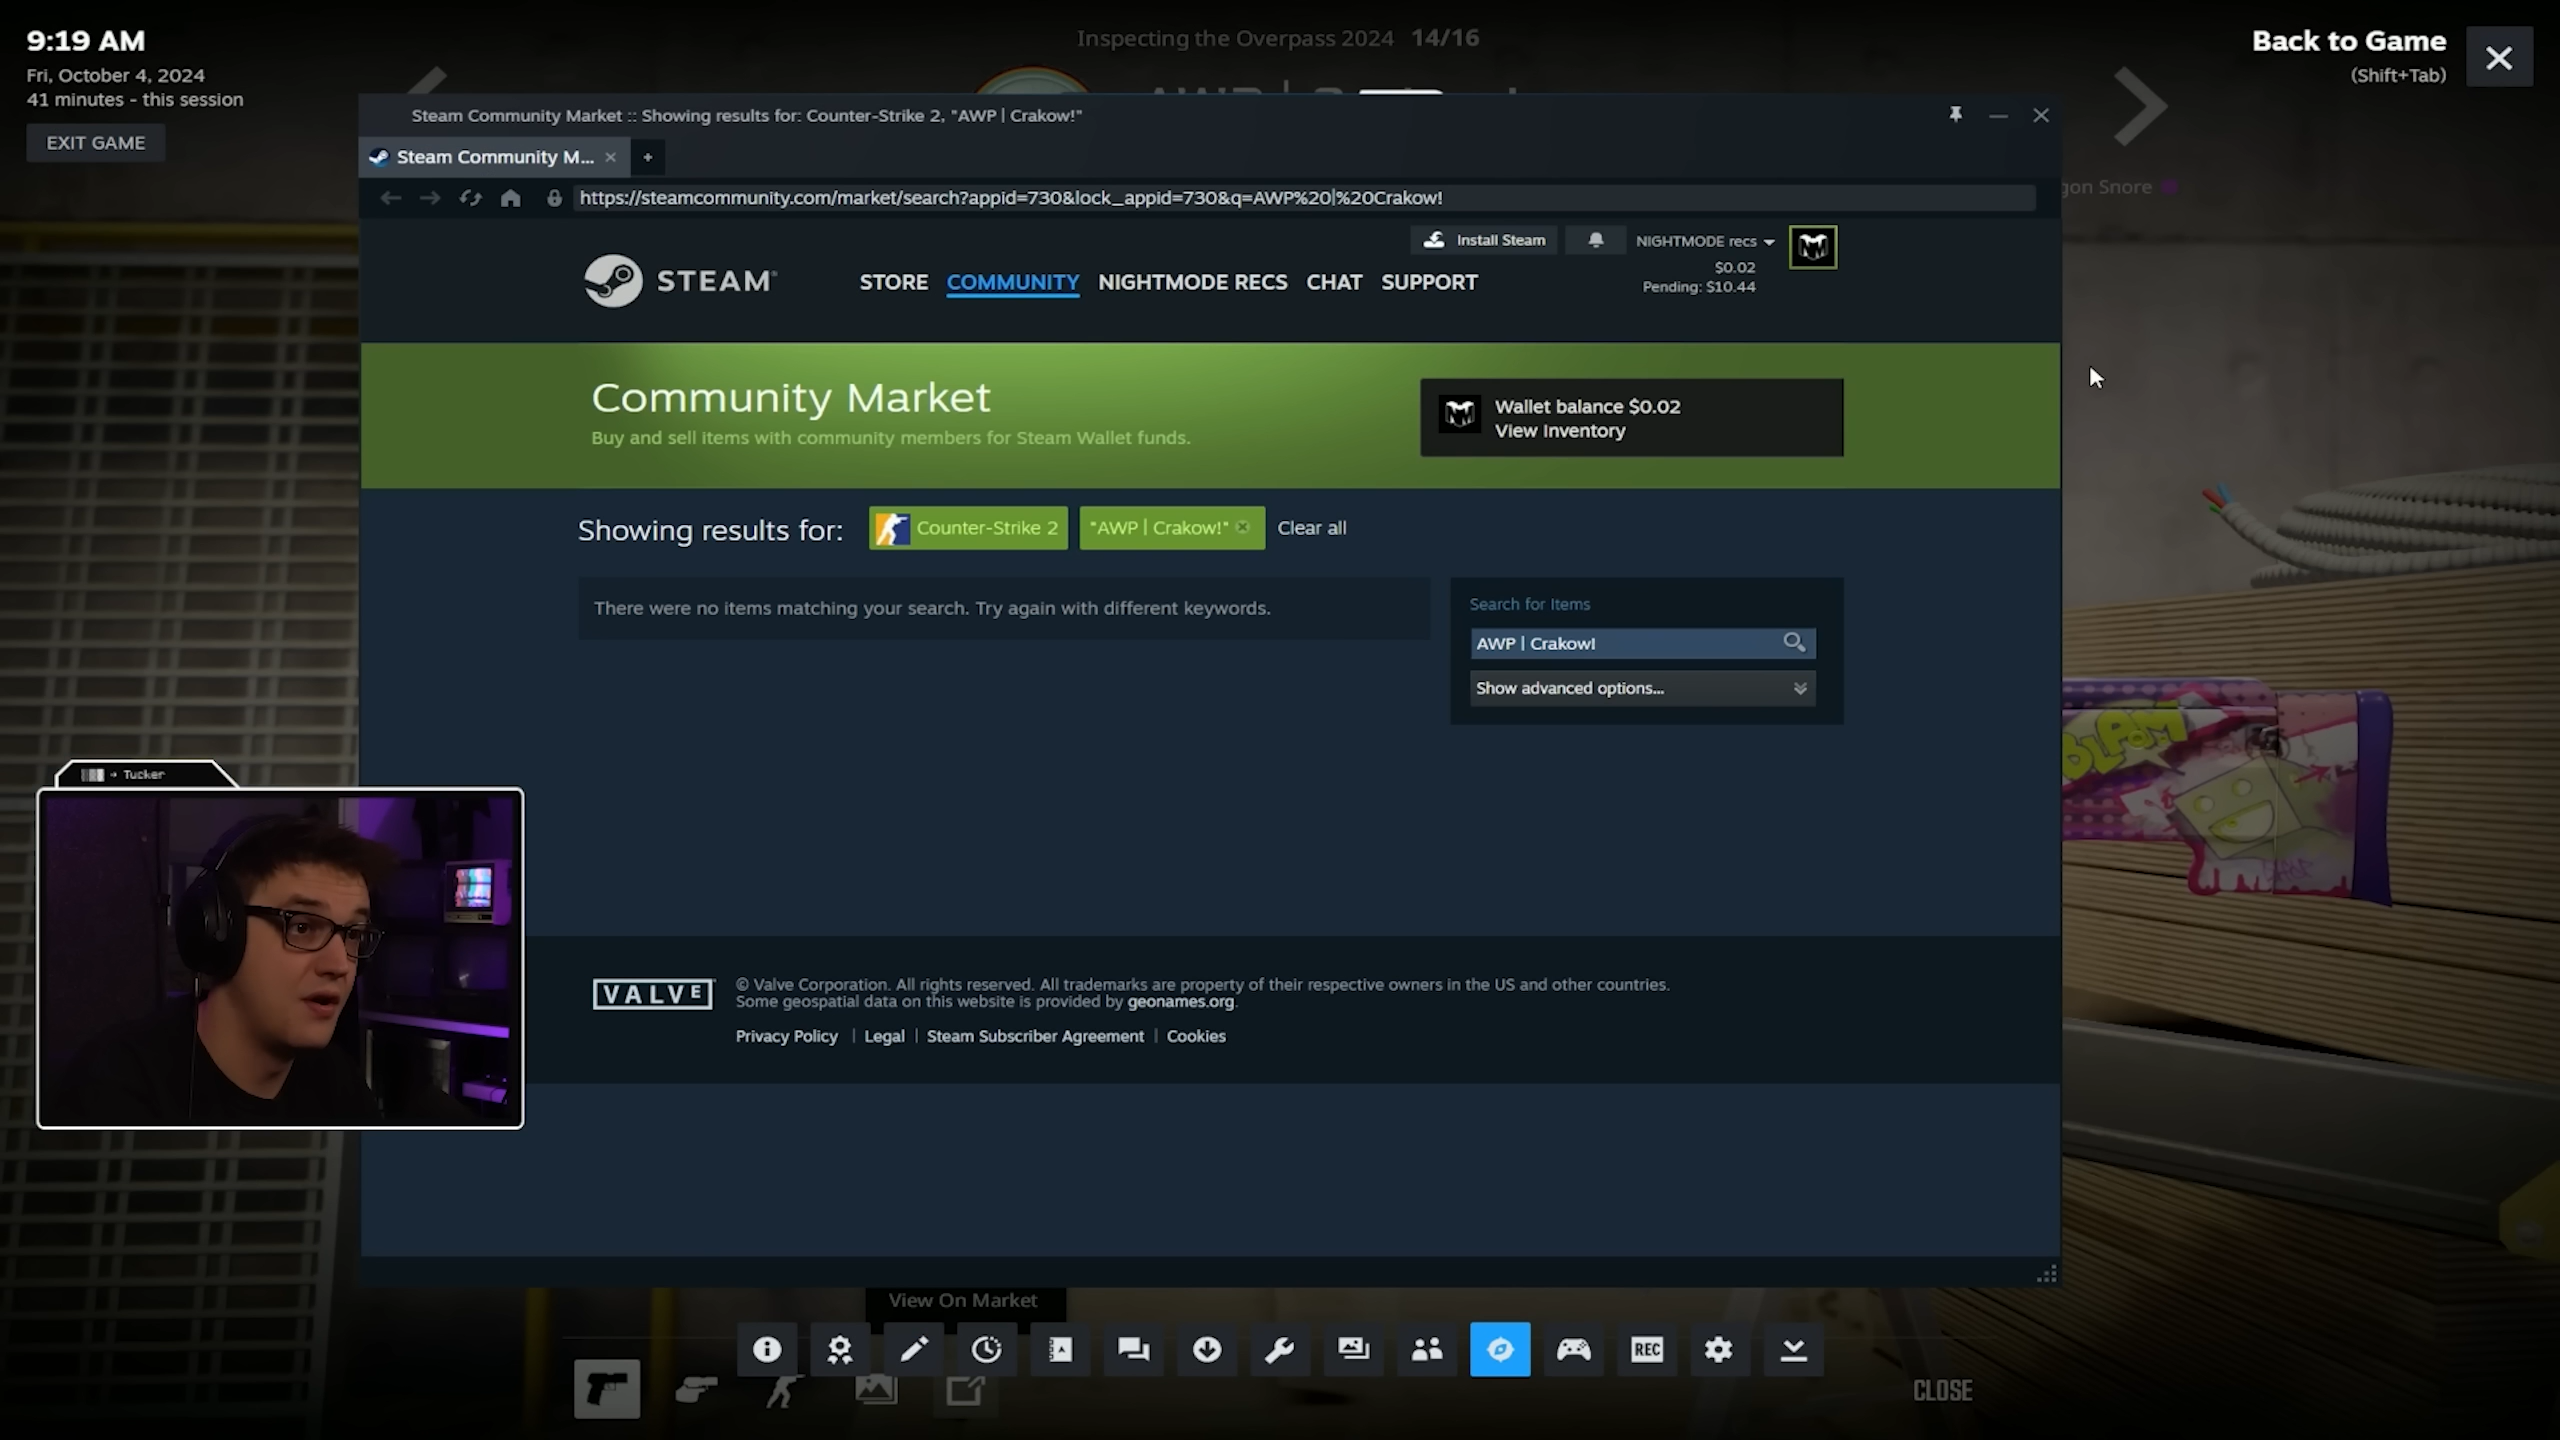 9:19 AM
Fri, October 4, 2024
41 minutes - this session
EXIT GAME
Inspecting the Overpass 2024 14/16
Back to Game
(Shift+Tab)
Steam Community Market :: Showing results for: Counter-Strike 2, "AWP | Crakow!"
Steam Community M...
https://steamcommunity.com/market/search?appid=730&lock_appid=730&q=AWP%20|%20Crakow!
gon Snore
Install Steam
NIGHTMODE recs
$0.02
Pending: $10.44
STEAM
STORE COMMUNITY NIGHTMODE RECS CHAT SUPPORT
Community Market
Buy and sell items with community members for Steam Wallet funds.
Wallet balance $0.02
View Inventory
Showing results for: Counter-Strike 2 "AWP | Crakow!" Clear all
There were no items matching your search. Try again with different keywords.
Search for Items
AWP | Crakow!
Show advanced options...
BLAM
Tucker
VALVE
© Valve Corporation. All rights reserved. All trademarks are property of their respective owners in the US and other countries.
Some geospatial data on this website is provided by geonames.org.
Privacy Policy | Legal | Steam Subscriber Agreement | Cookies
View On Market
REC
CLOSE